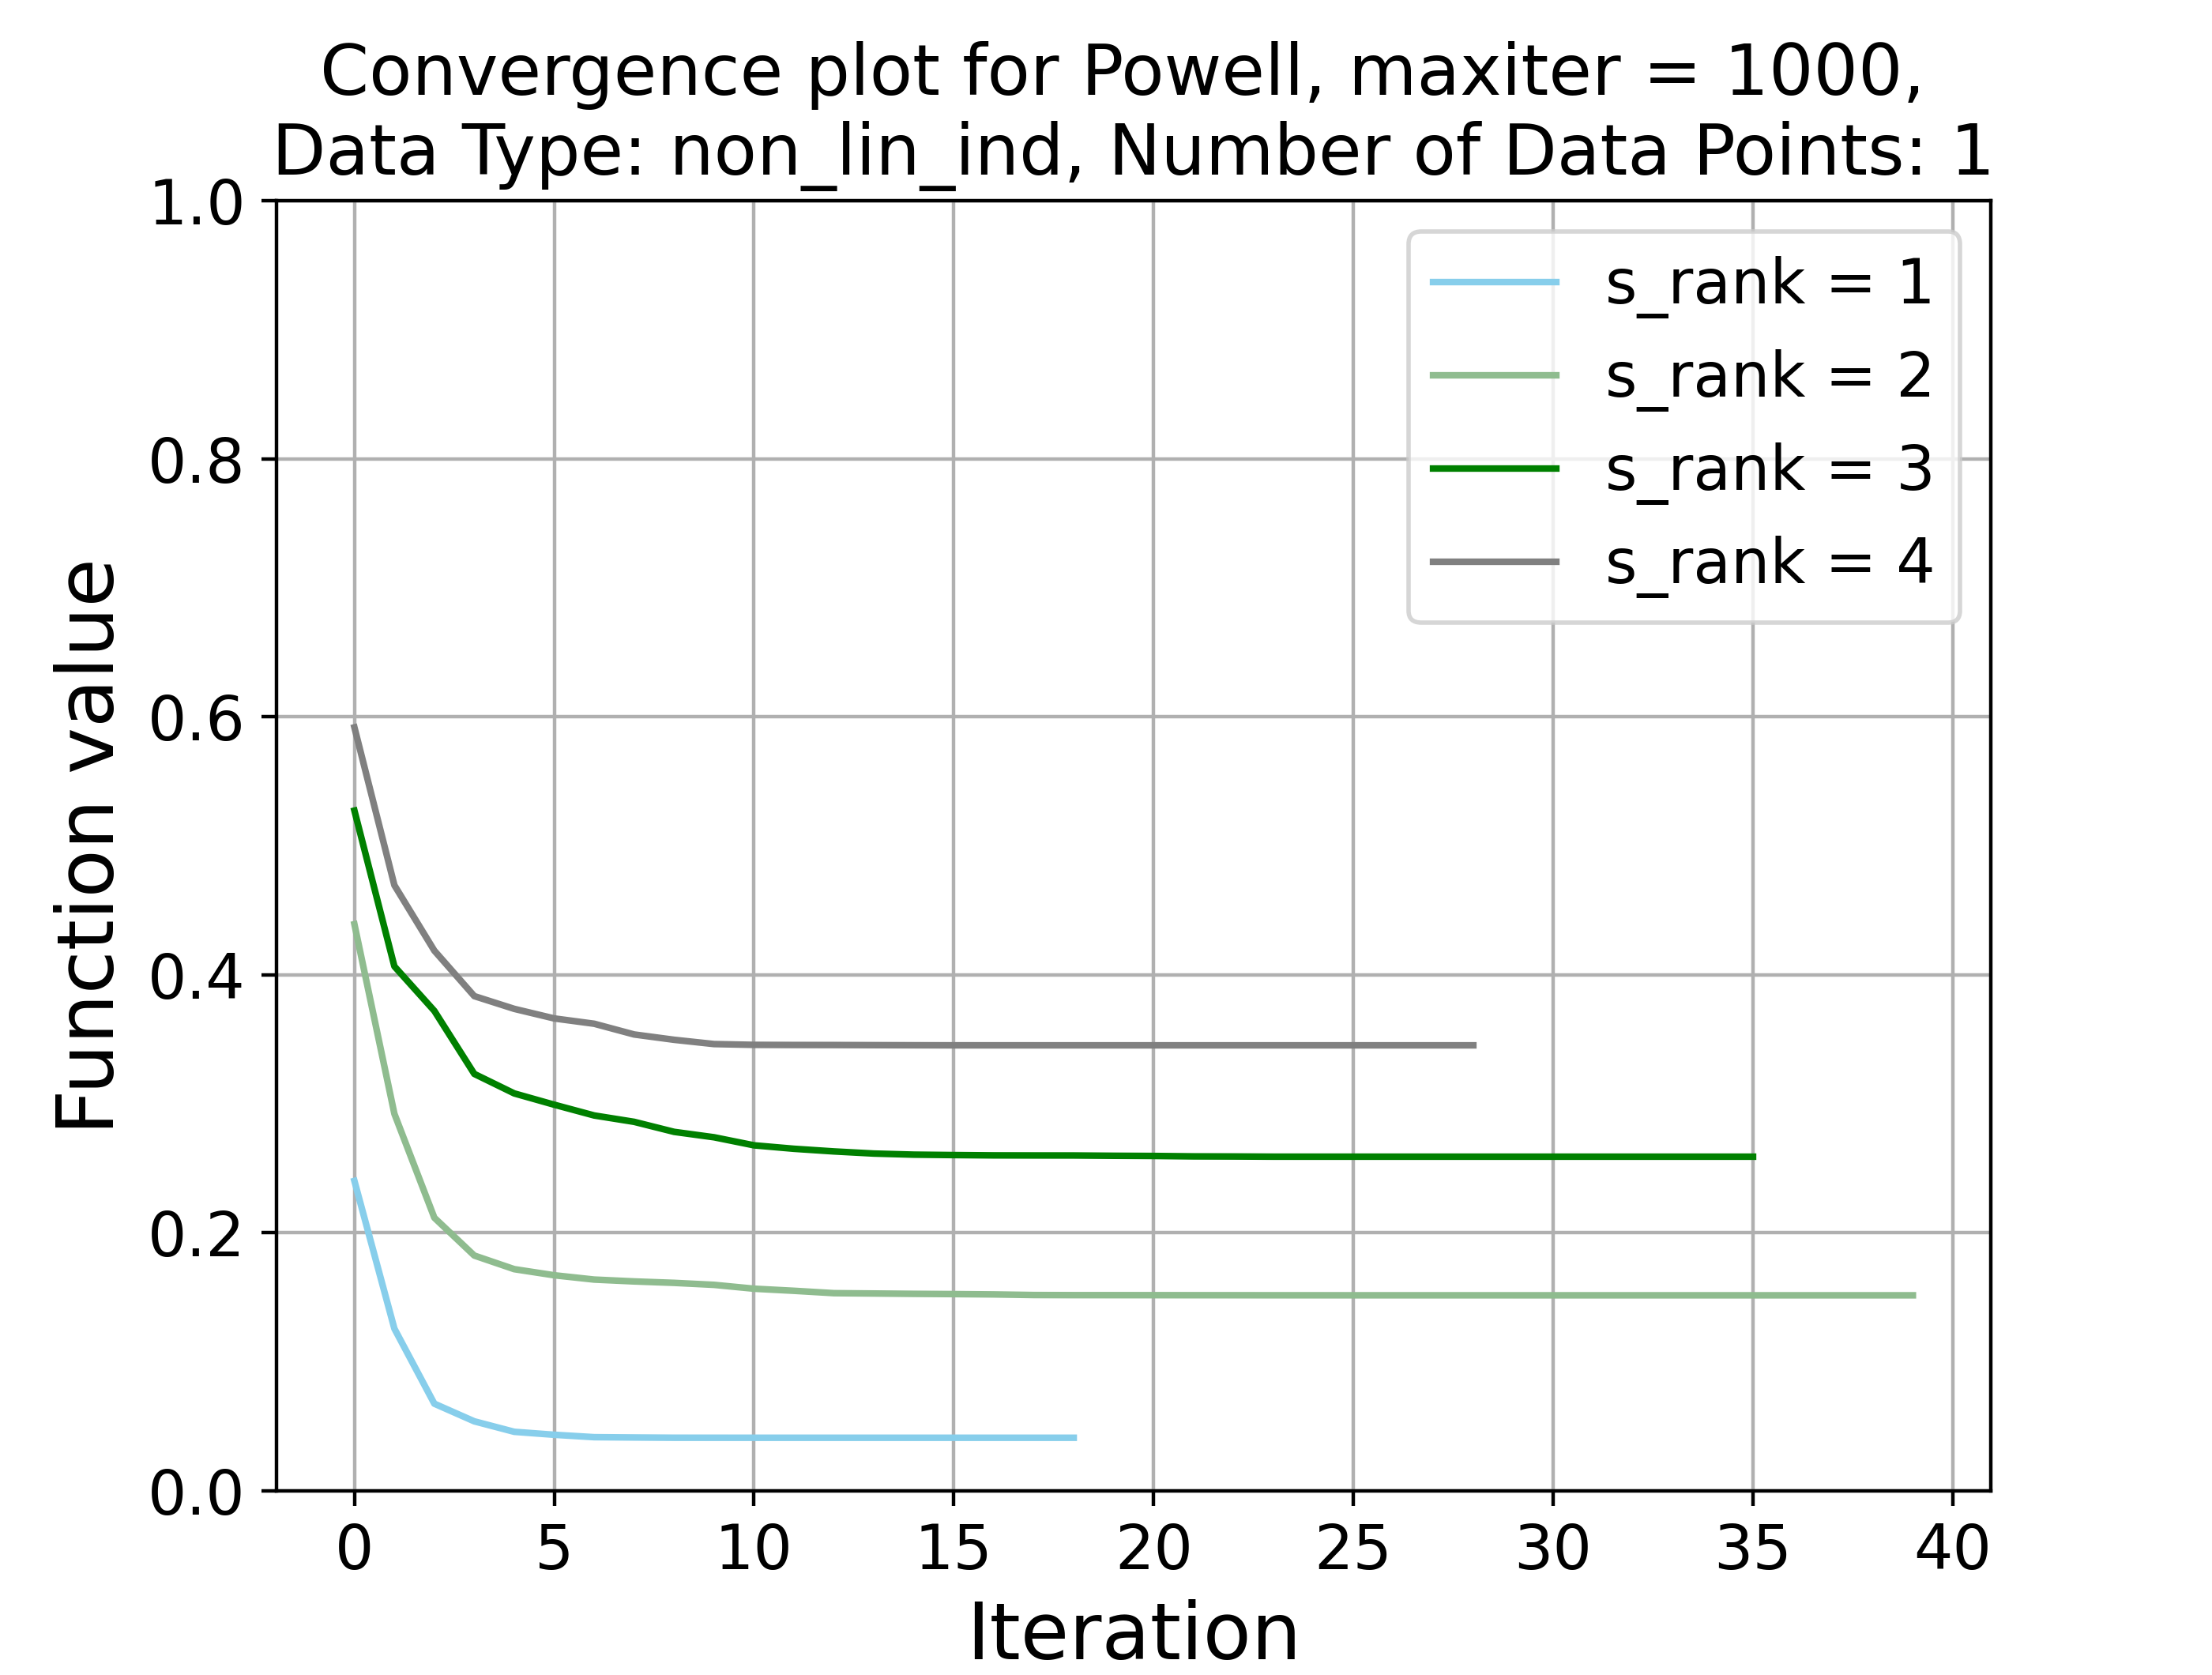 Convergence plot for Powell, maxiter = 1000,
Data Type: non_lin_ind, Number of Data Points: 1
1.0
0.8
0.6
0.4
0.2
0.0
Function value
s_rank = 1
s_rank = 2
s_rank = 3
s_rank = 4
0 5 10 15 20 25 30 35 40
Iteration